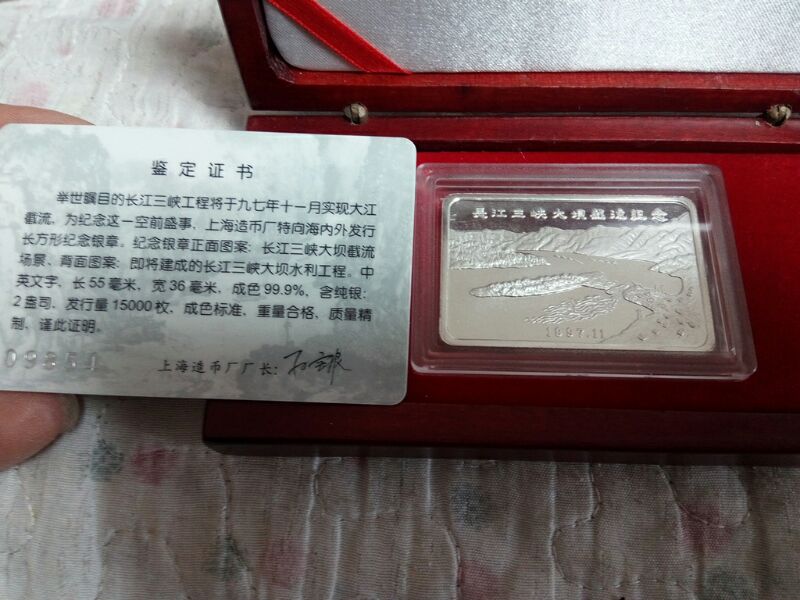 鉴定证书
举世瞩目的长江三峡工程将于九七年十一月实现大江
截流。为纪念这一空前盛事、上海造币厂特向海内外发行
长方形纪念银章。纪念银章正面图案：长江三峡大坝截流
场景、背面图案：即将建成的长江三峡大坝水利工程。中
英文字、长55毫米、宽36毫米、成色99.9%、含纯银：
2盎司、发行量15000枚、成色标准、重量合格、质量精
制、谨此证明。
09354
上海造币厂厂长：
長江三峡大坝截流纪念
1997.11